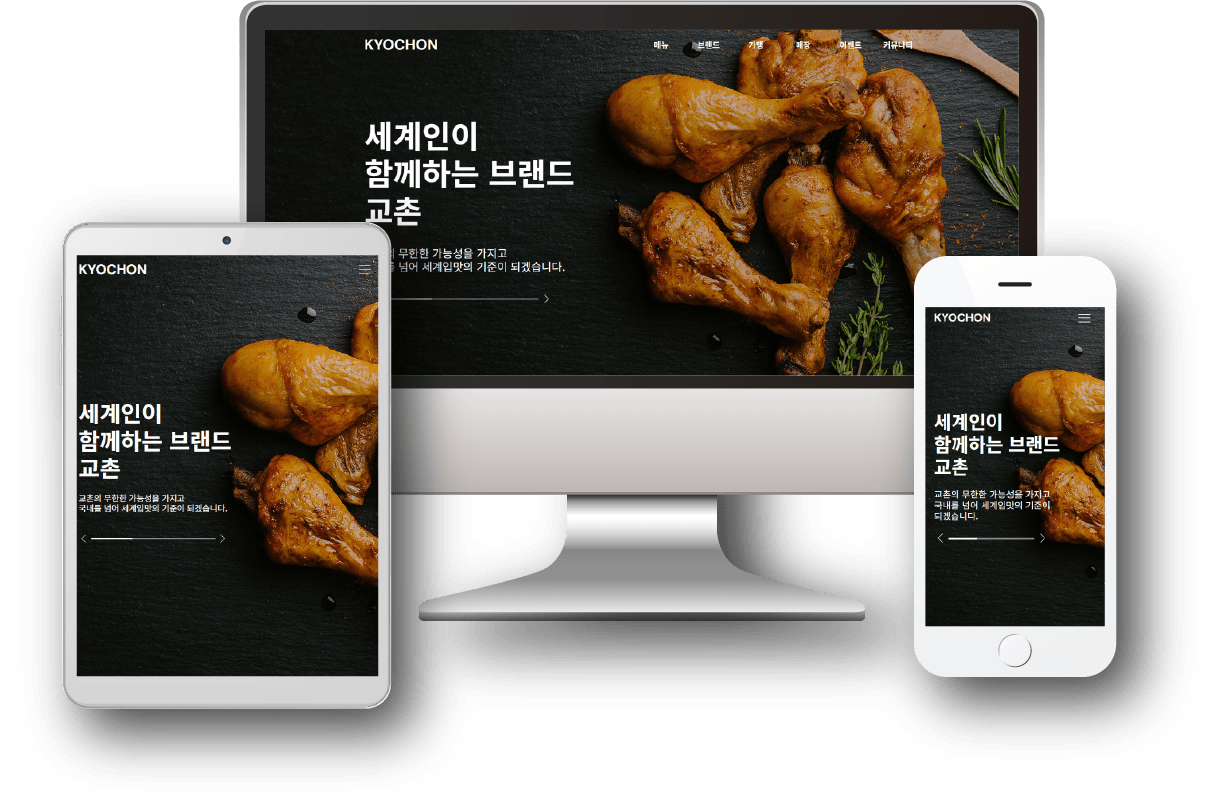 KYOCHON
메뉴 브랜드 가맹 매장 이벤트 커뮤니티
세계인이
함께하는 브랜드
교촌
무한한 가능성을 가지고
넘어 세계입맛의 기준이 되겠습니다.
KYOCHON
세계인이
함께하는 브랜드
교촌
교촌의 무한한 가능성을 가지고
국내를 넘어 세계입맛의 기준이 되겠습니다.
KYOCHON
세계인이
함께하는 브랜드
교촌
교촌의 무한한 가능성을 가지고
국내를 넘어 세계입맛의 기준이
되겠습니다.